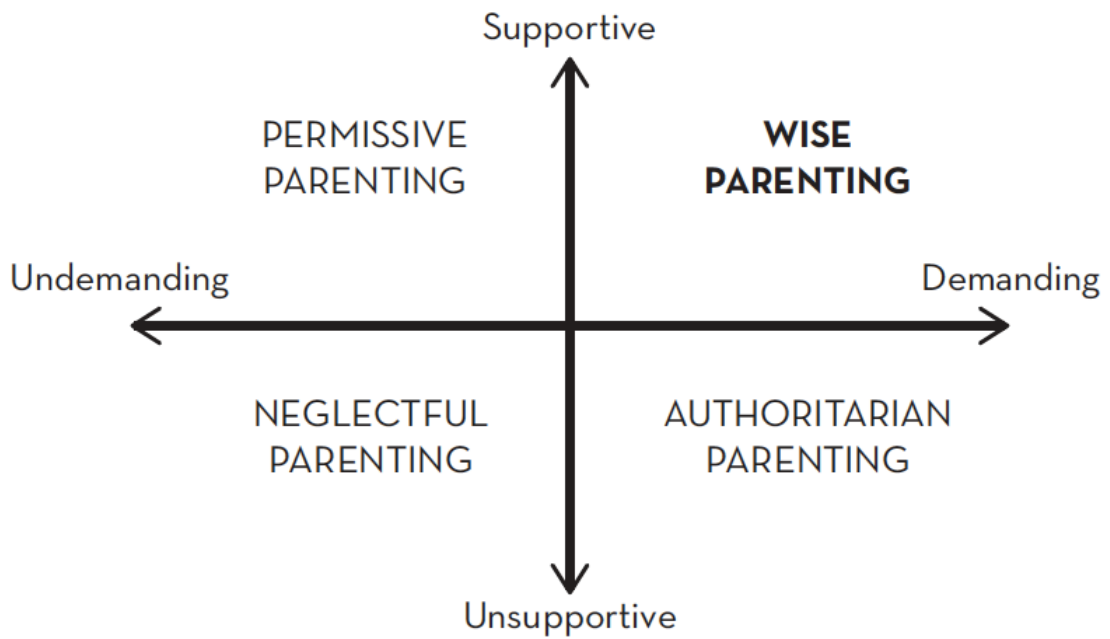 Supportive
PERMISSIVE
PARENTING
WISE
PARENTING
Undemanding
Demanding
NEGLECTFUL
PARENTING
AUTHORITARIAN
PARENTING
Unsupportive